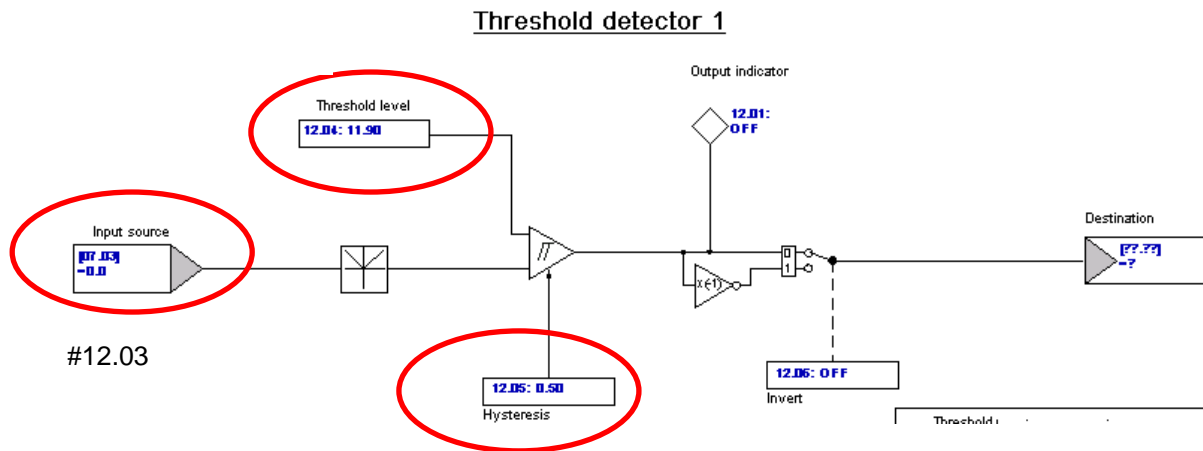 Threshold detector 1
Output indicator
Threshold level
12.04: 11.90
12.01:
OFF
Input source
[07.03]
=0.0
Destination
[??.??]
=?
0
1
x(-1)
#12.03
12.05: 0.50
Hysteresis
12.06: OFF
Invert